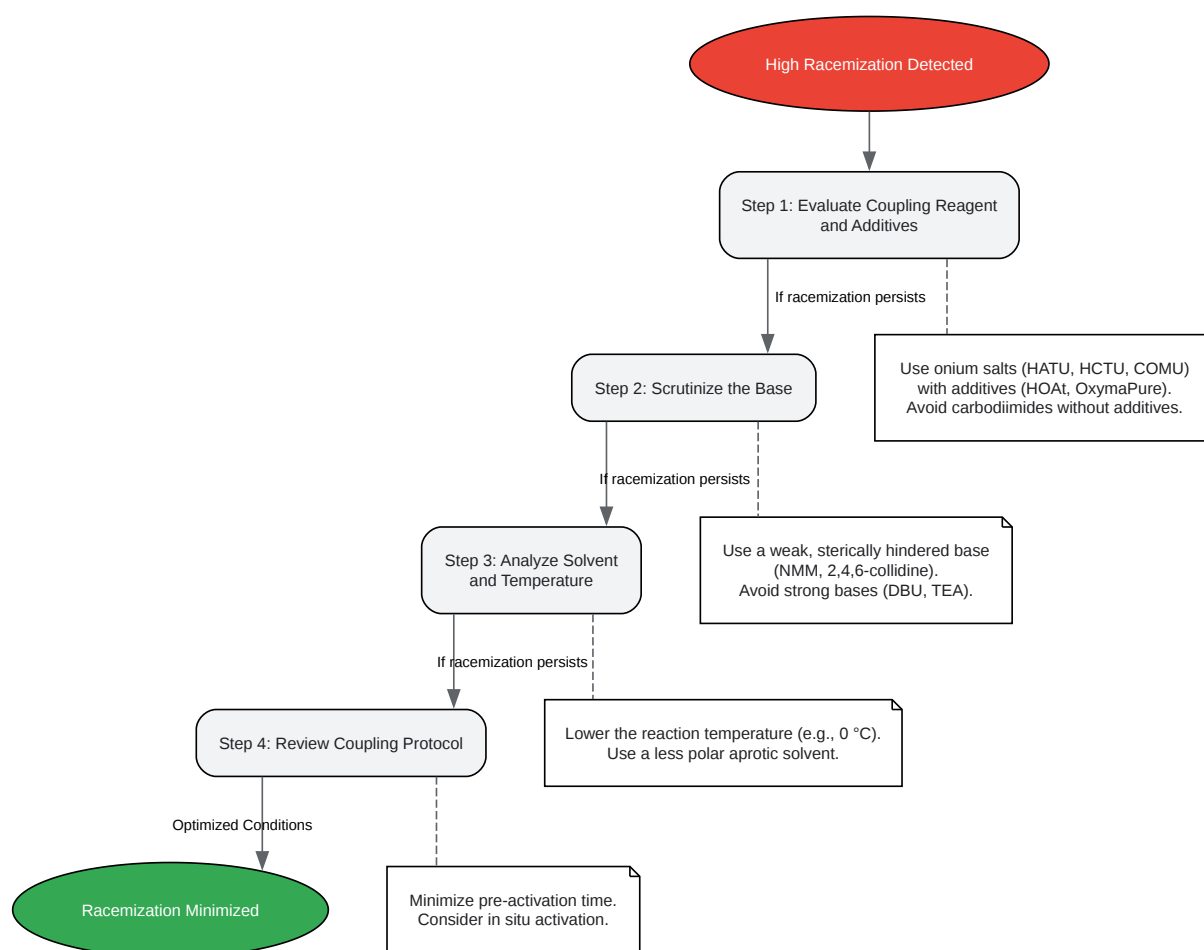 High Racemization Detected
Step 1: Evaluate Coupling Reagent
and Additives
If racemization persists
Use onium salts (HATU, HCTU, COMU)
with additives (HOAt, OxymaPure).
Avoid carbodiimides without additives.
Step 2: Scrutinize the Base
If racemization persists
Use a weak, sterically hindered base
(NMM, 2,4,6-collidine).
Avoid strong bases (DBU, TEA).
Step 3: Analyze Solvent
and Temperature
If racemization persists
Lower the reaction temperature (e.g., 0 °C).
Use a less polar aprotic solvent.
Step 4: Review Coupling Protocol
Optimized Conditions
Minimize pre-activation time.
Consider in situ activation.
Racemization Minimized